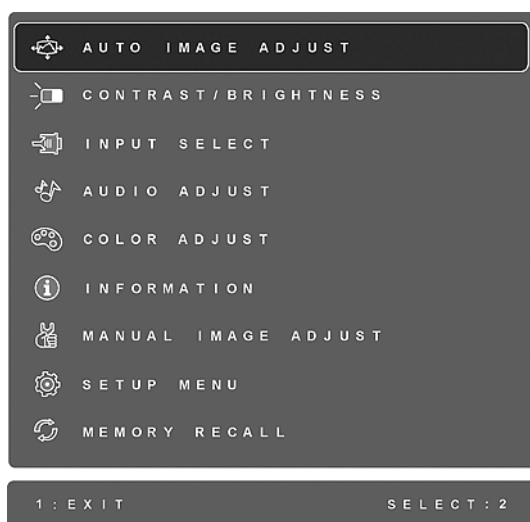 AUTO IMAGE ADJUST
CONTRAST/BRIGHTNESS
INPUT SELECT
AUDIO ADJUST
COLOR ADJUST
INFORMATION
MANUAL IMAGE ADJUST
SETUP MENU
MEMORY RECALL
1:EXIT SELECT:2